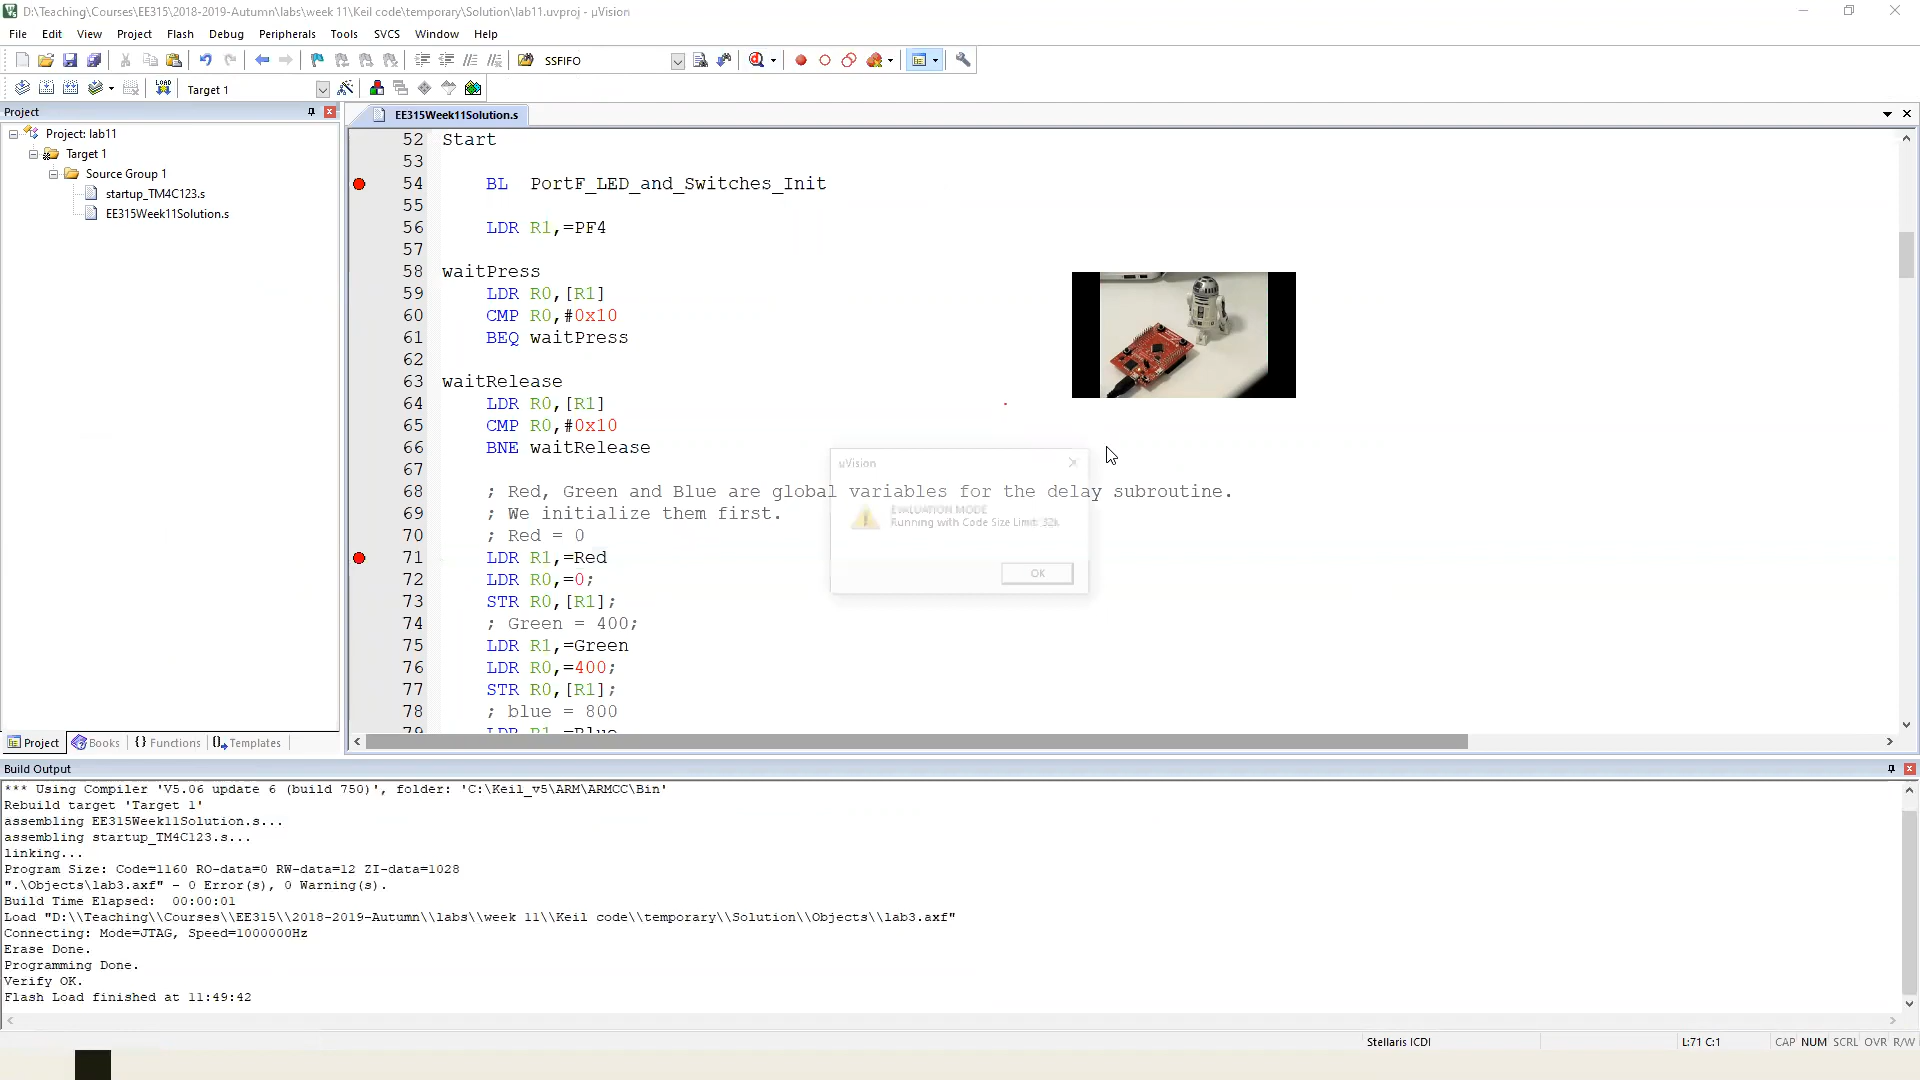 D:\Teaching\Courses\EE315\2018-2019-Autumn\labs\week 11\Keil code\temporary\Solution\lab11.uvproj - µVision
File Edit View Project Flash Debug Peripherals Tools SVCS Window Help
SSFIFO
LOAD Target 1
Project
EE315Week11Solution.s
Project: lab11
Target 1
Source Group 1
startup_TM4C123.s
EE315Week11Solution.s
52 Start
53
54 BL PortF_LED_and_Switches_Init
55
56 LDR R1,=PF4
57
58 waitPress
59 LDR R0,[R1]
60 CMP R0,#0x10
61 BEQ waitPress
62
63 waitRelease
64 LDR R0,[R1]
65 CMP R0,#0x10
66 BNE waitRelease
67
68 ; Red, Green and Blue are global variables for the delay subroutine.
69 ; We initialize them first.
70 ; Red = 0
71 LDR R1,=Red
72 LDR R0,=0;
73 STR R0,[R1];
74 ; Green = 400;
75 LDR R1,=Green
76 LDR R0,=400;
77 STR R0,[R1];
78 ; blue = 800
79 LDR R1,=Blue
µVision
EVALUATION MODE
Running with Code Size Limit: 32k
OK
Project Books {} Functions Templates
Build Output
*** Using Compiler 'V5.06 update 6 (build 750)', folder: 'C:\Keil_v5\ARM\ARMCC\Bin'
Rebuild target 'Target 1'
assembling EE315Week11Solution.s...
assembling startup_TM4C123.s...
linking...
Program Size: Code=1160 RO-data=0 RW-data=12 ZI-data=1028
".\Objects\lab3.axf" - 0 Error(s), 0 Warning(s).
Build Time Elapsed:  00:00:01
Load "D:\\Teaching\\Courses\\EE315\\2018-2019-Autumn\\labs\\week 11\\Keil code\\temporary\\Solution\\Objects\\lab3.axf"
Connecting: Mode=JTAG, Speed=1000000Hz
Erase Done.
Programming Done.
Verify OK.
Flash Load finished at 11:49:42
Stellaris ICDI L:71 C:1 CAP NUM SCRL OVR R/W